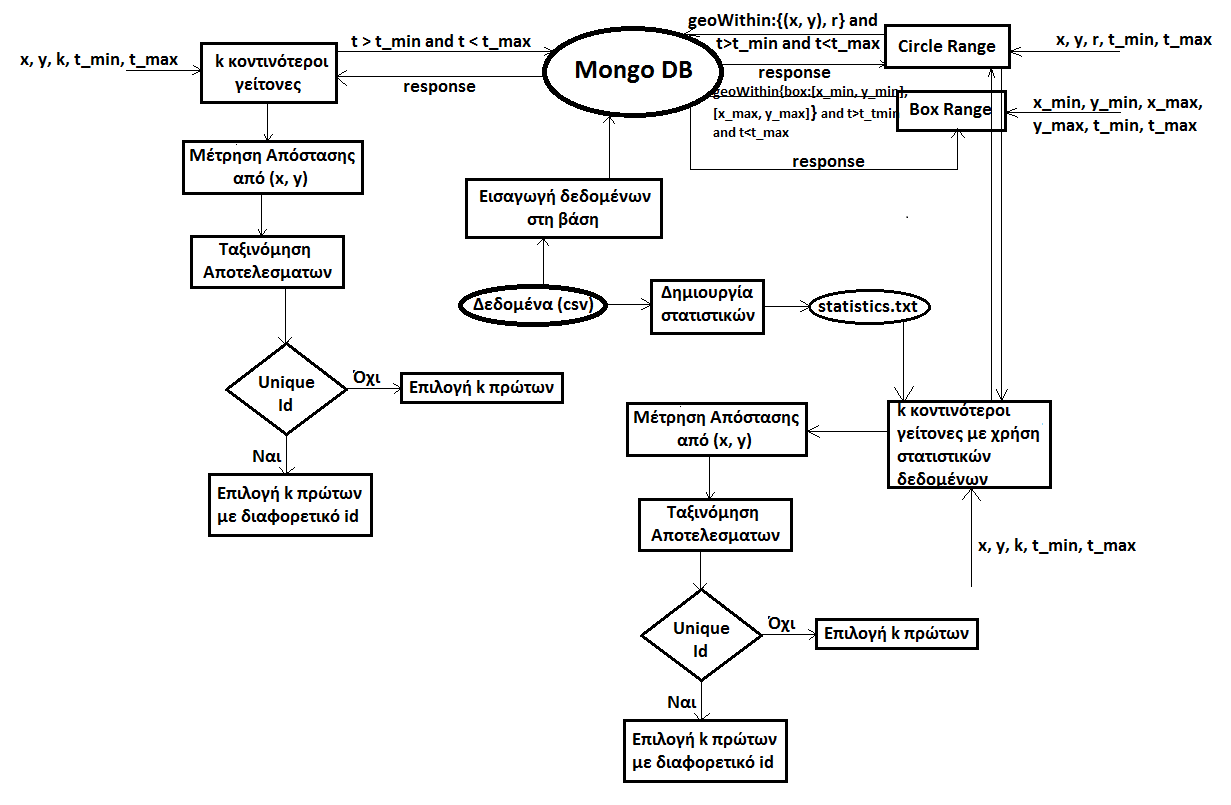 geoWithin:{(x, y), r} and
t > t_min and t < t_max
t>t_min and t<t_max
Circle Range
x, y, r, t_min, t_max
x, y, k, t_min, t_max
k κοντινότεροι
γείτονες
Mongo DB
response
response
geoWithin{box:[x_min, y_min],
[x_max, y_max]} and t>t_tmin
and t<t_max
Box Range
x_min, y_min, x_max,
y_max, t_min, t_max
response
Μέτρηση Απόστασης
από (x, y)
Εισαγωγή δεδομένων
στη βάση
Ταξινόμηση
Αποτελεσματων
Δεδομένα (csv)
Δημιουργία
στατιστικών
statistics.txt
Unique
Id
Όχι
Επιλογή k πρώτων
Ναι
Επιλογή k πρώτων
με διαφορετικό id
k κοντινότεροι
γείτονες με χρήση
στατιστικών
δεδομένων
x, y, k, t_min, t_max
Μέτρηση Απόστασης
από (x, y)
Ταξινόμηση
Αποτελεσματων
Unique
Id
Όχι
Επιλογή k πρώτων
Ναι
Επιλογή k πρώτων
με διαφορετικό id